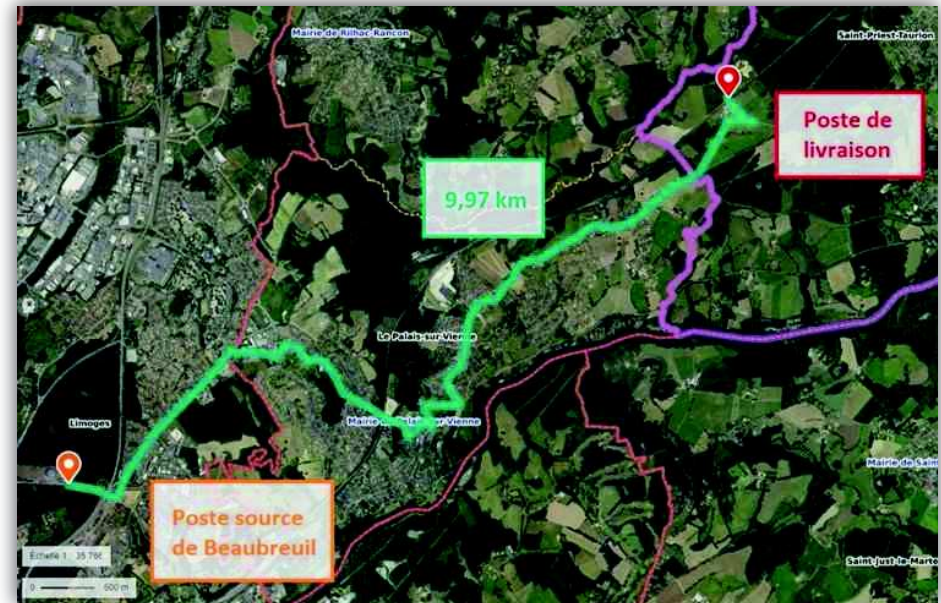 Mairie de Rilhac-Rancon
Saint-Priest-Taurion
Poste de
livraison
9,97 km
Le Palais-sur-Vienne
Limoges
Mairie du Palais-sur-Vienne
Mairie de Saint
Poste source
de Beaubreuil
Échelle 1 : 35 766
0 600 m
Saint-Just-le-Marte